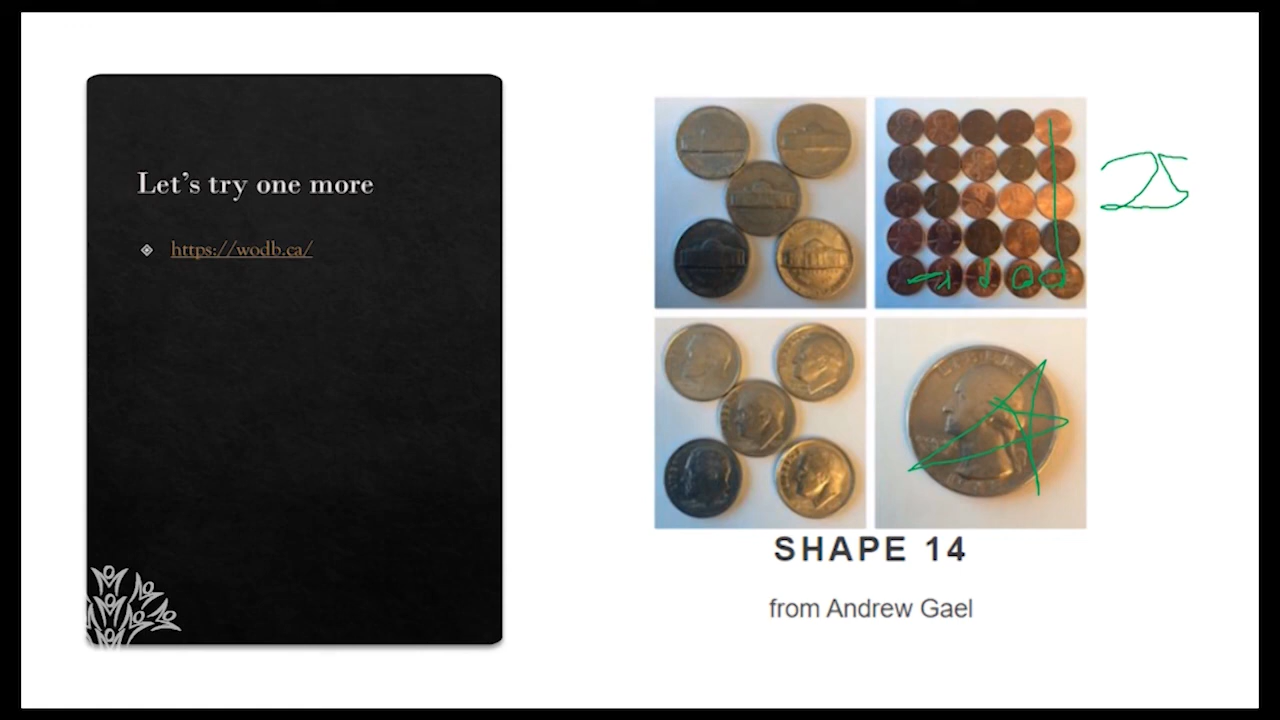 Let's try one more
https://wodb.ca/
25
SHAPE 14
from Andrew Gael